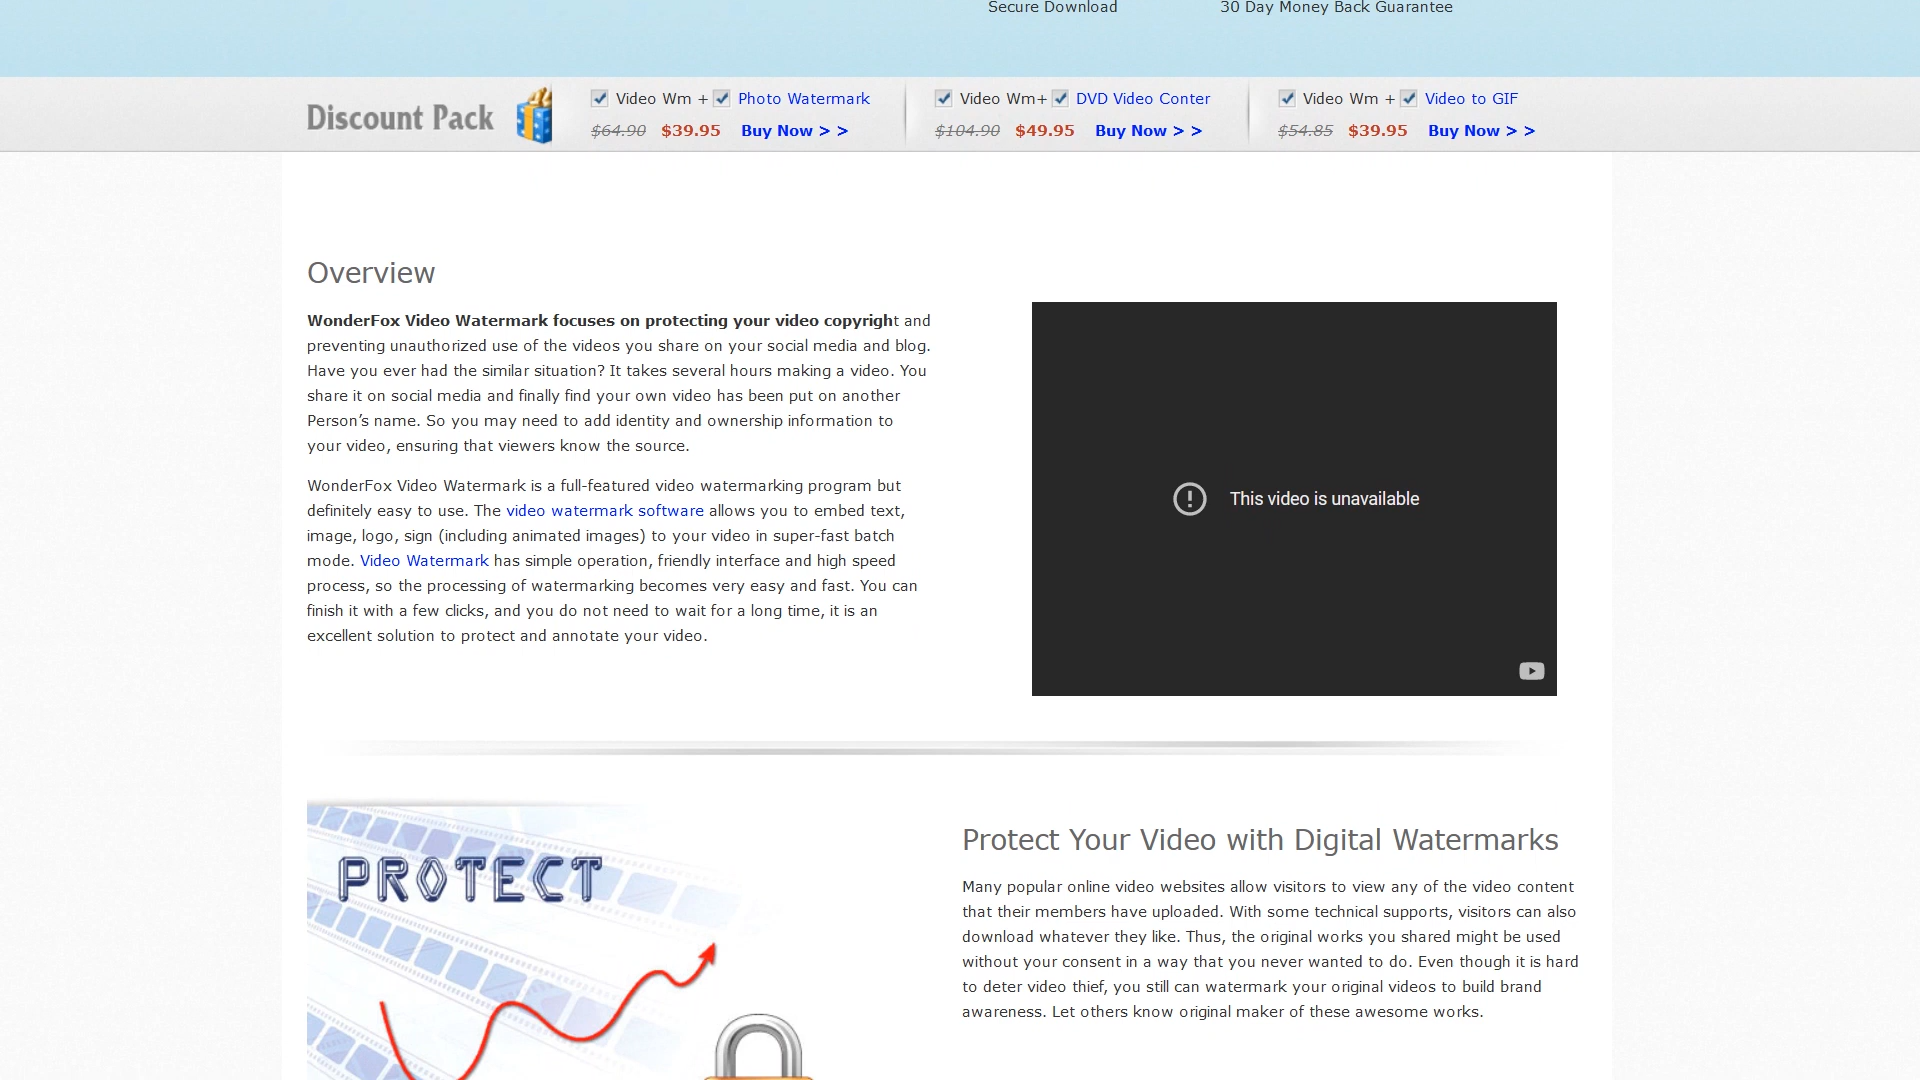 Secure Download 30 Day Money Back Guarantee
Discount Pack
Video Wm + Photo Watermark
$64.90 $39.95 Buy Now > >
Video Wm+ DVD Video Conter
$104.90 $49.95 Buy Now > >
Video Wm + Video to GIF
$54.85 $39.95 Buy Now > >
Overview
WonderFox Video Watermark focuses on protecting your video copyright and
preventing unauthorized use of the videos you share on your social media and blog.
Have you ever had the similar situation? It takes several hours making a video. You
share it on social media and finally find your own video has been put on another
Person’s name. So you may need to add identity and ownership information to
your video, ensuring that viewers know the source.
WonderFox Video Watermark is a full-featured video watermarking program but
definitely easy to use. The video watermark software allows you to embed text,
image, logo, sign (including animated images) to your video in super-fast batch
mode. Video Watermark has simple operation, friendly interface and high speed
process, so the processing of watermarking becomes very easy and fast. You can
finish it with a few clicks, and you do not need to wait for a long time, it is an
excellent solution to protect and annotate your video.
This video is unavailable
PROTECT
Protect Your Video with Digital Watermarks
Many popular online video websites allow visitors to view any of the video content
that their members have uploaded. With some technical supports, visitors can also
download whatever they like. Thus, the original works you shared might be used
without your consent in a way that you never wanted to do. Even though it is hard
to deter video thief, you still can watermark your original videos to build brand
awareness. Let others know original maker of these awesome works.